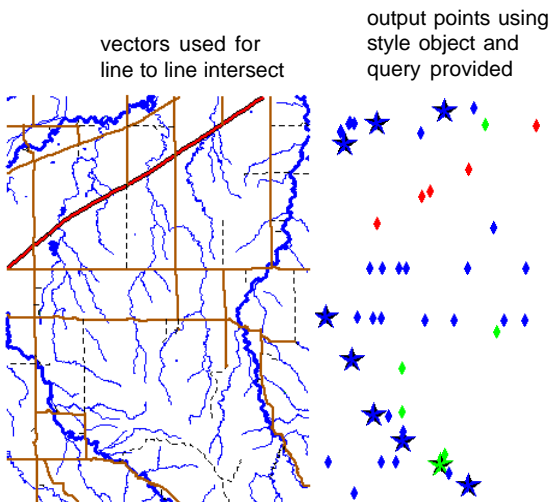 vectors used for
line to line intersect
output points using
style object and
query provided